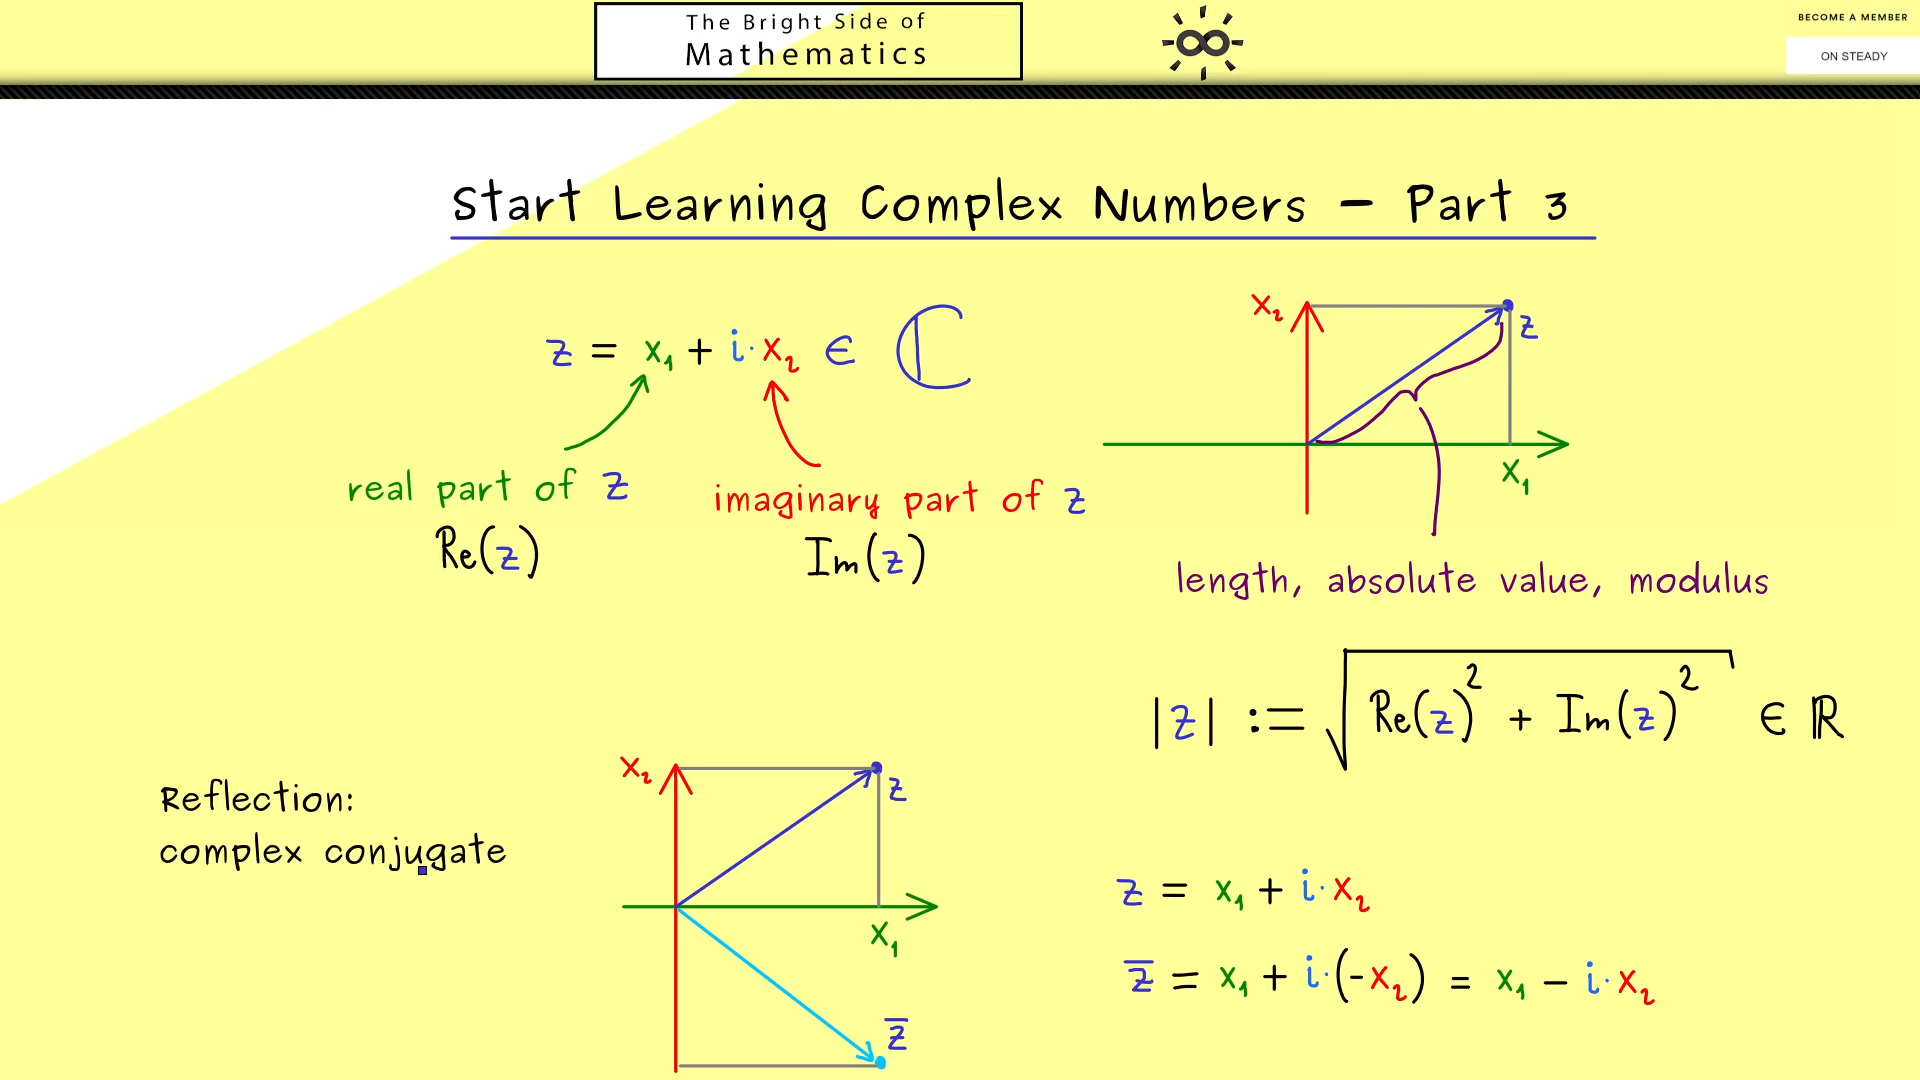 The Bright Side of
Mathematics
BECOME A MEMBER
ON STEADY
Start Learning Complex Numbers – Part 3
z = x₁ + i · x₂ ∈ ℂ
real part of z
Re(z)
imaginary part of z
Im(z)
x₂
z
x₁
length, absolute value, modulus
|z| := √(Re(z)² + Im(z)²) ∈ ℝ
Reflection:
complex conjugate
x₂
z
x₁
z̅
z = x₁ + i · x₂
z̅ = x₁ + i · (-x₂) = x₁ – i · x₂